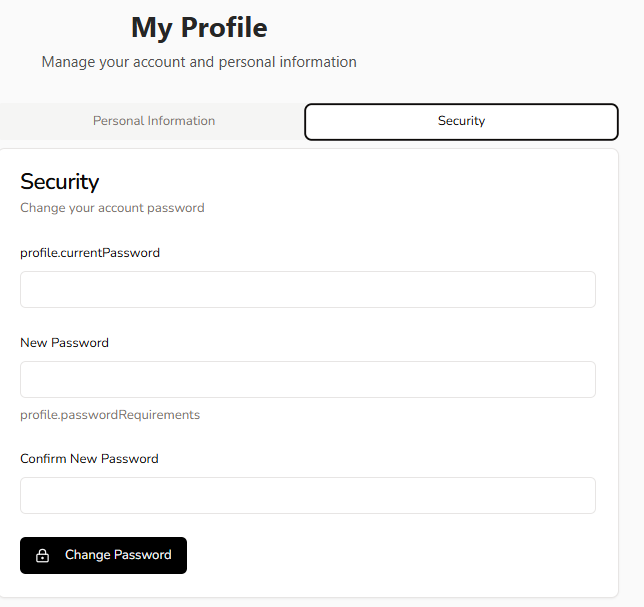 My Profile
Manage your account and personal information
Personal Information
Security
Security
Change your account password
profile.currentPassword
New Password
profile.passwordRequirements
Confirm New Password
Change Password